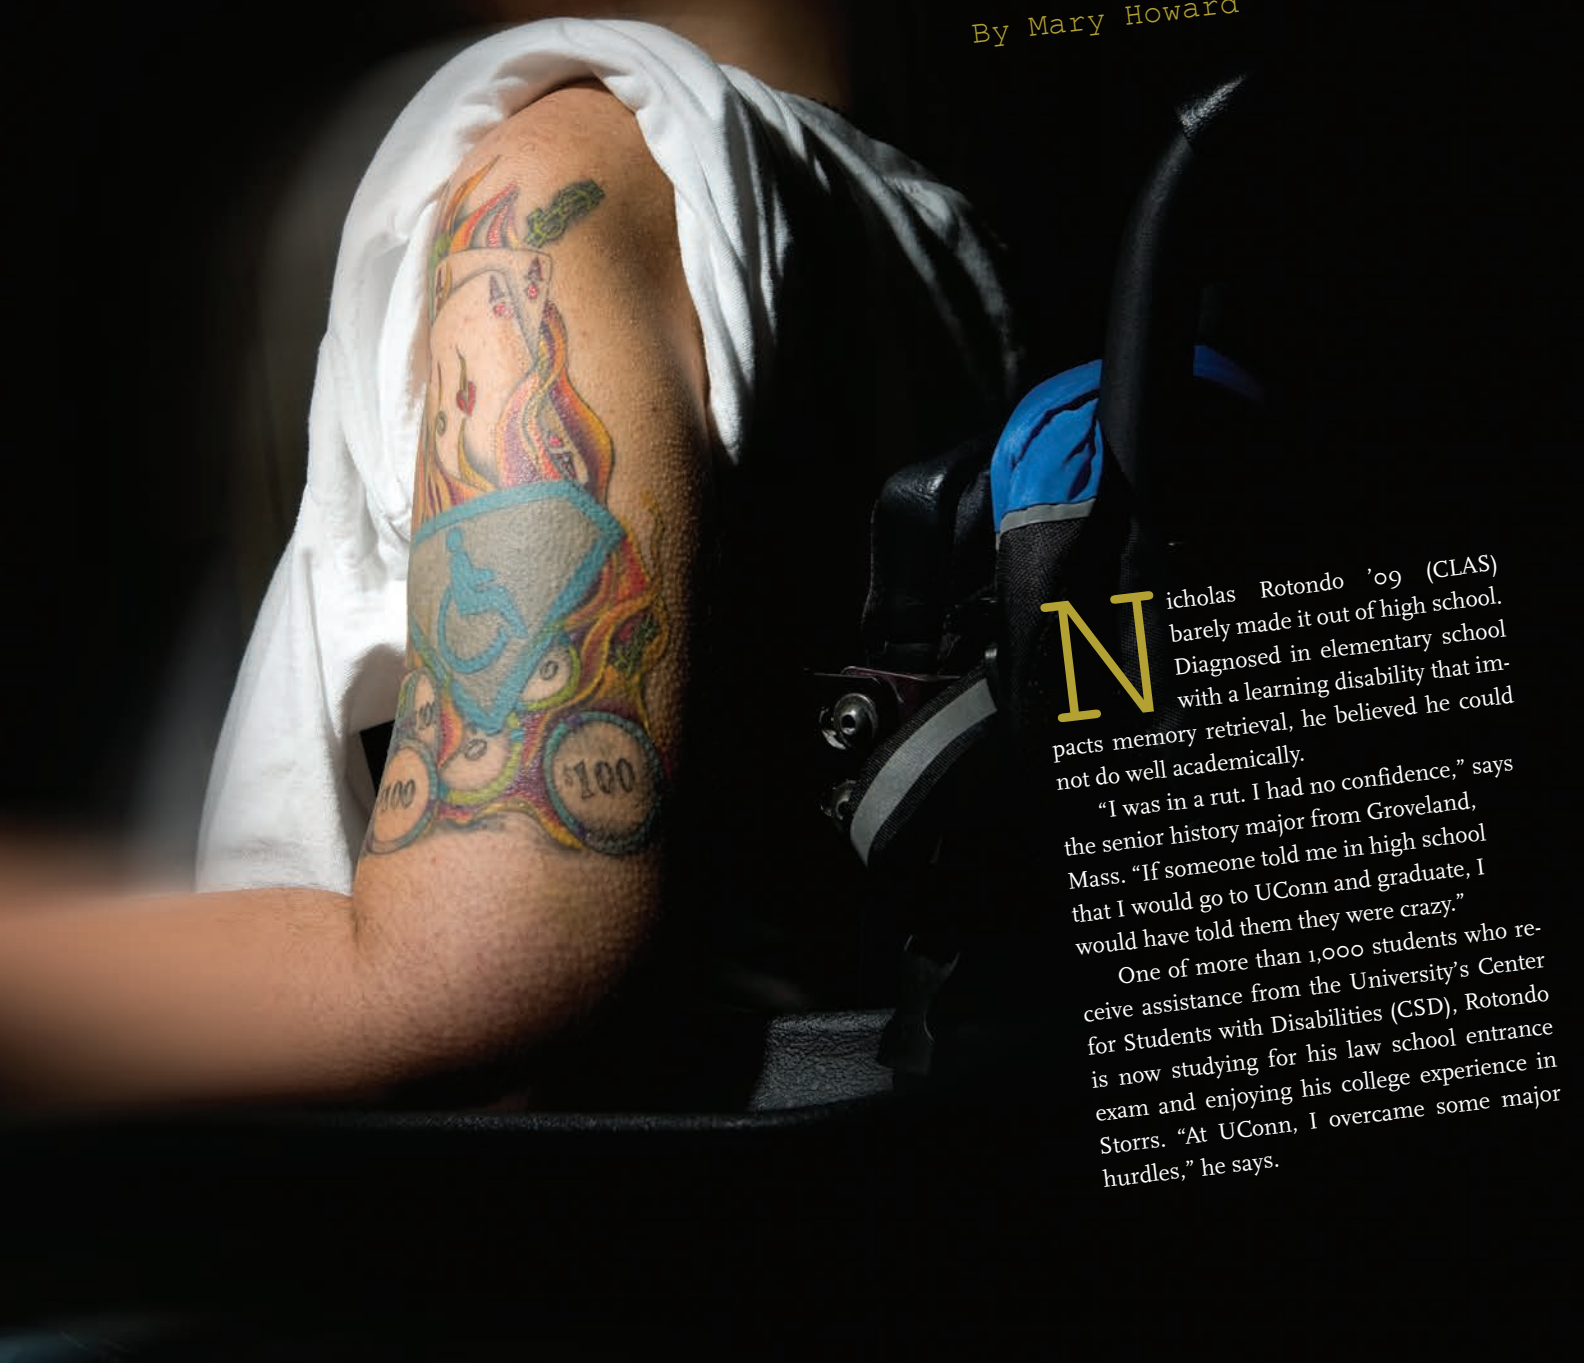 By Mary Howard
Nicholas Rotondo ’09 (CLAS)
barely made it out of high school.
Diagnosed in elementary school
with a learning disability that im-
pacts memory retrieval, he believed he could
not do well academically.
“I was in a rut. I had no confidence,” says
the senior history major from Groveland,
Mass. “If someone told me in high school
that I would go to UConn and graduate, I
would have told them they were crazy.”
One of more than 1,000 students who re-
ceive assistance from the University’s Center
for Students with Disabilities (CSD), Rotondo
is now studying for his law school entrance
exam and enjoying his college experience in
Storrs. “At UConn, I overcame some major
hurdles,” he says.
A
A
$100
100